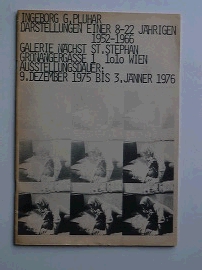 INGEBORG G.PLUHAR
DARSTELLUNGEN EINER 8-22 JÄHRIGEN
1952-1966
GALERIE NÄCHST ST.STEPHAN
GRÜNANGERGASSE 1, 1o1o WIEN
AUSSTELLUNGSDAUER:
9.DEZEMBER 1975 BIS 3.JÄNNER 1976